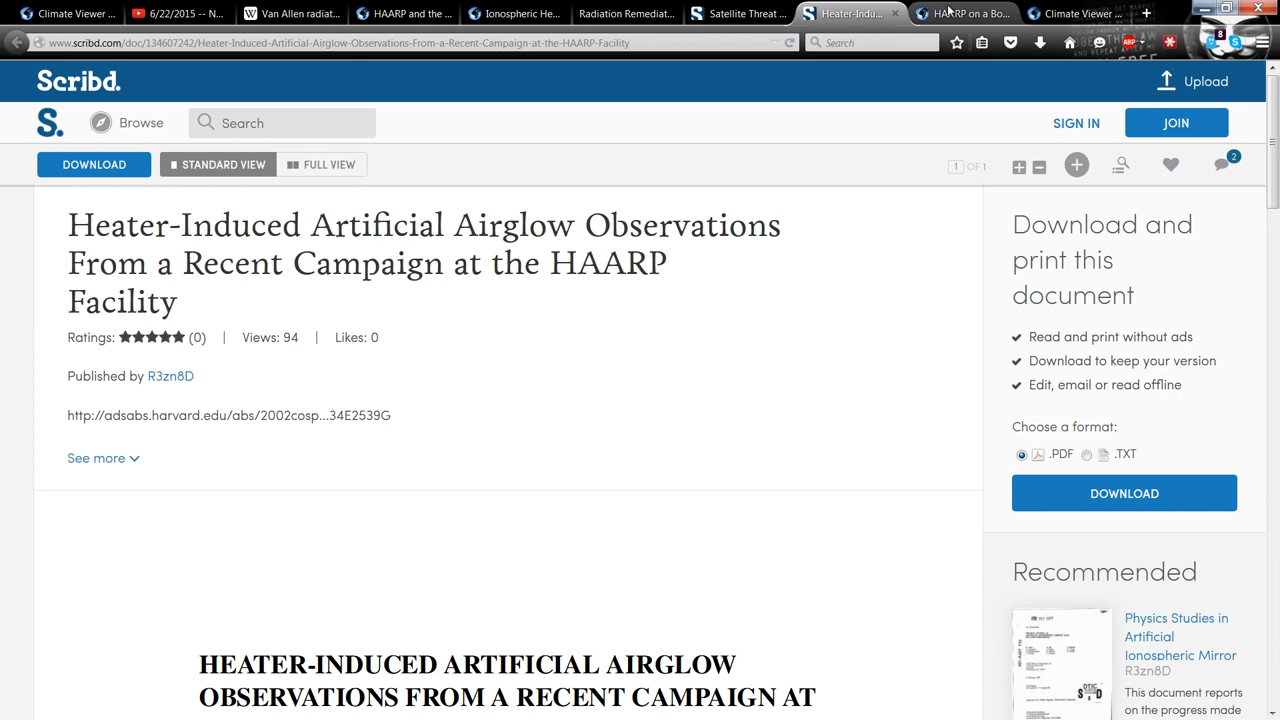 Climate Viewer ...
6/22/2015 -- N...
Van Allen radiat...
HAARP and the ...
Ionospheric He...
Radiation Remediat...
Satellite Threat ...
Heater-Indu...
HAARP on a Bo...
Climate Viewer ...
www.scribd.com/doc/134607242/Heater-Induced-Artificial-Airglow-Observations-From-a-Recent-Campaign-at-the-HAARP-Facility
Search
ABP
8
Scribd.
Upload
S.
Browse
Search
SIGN IN
JOIN
DOWNLOAD
STANDARD VIEW
FULL VIEW
1 OF 1
2
Heater-Induced Artificial Airglow Observations
From a Recent Campaign at the HAARP
Facility
Ratings: (0) | Views: 94 | Likes: 0
Published by R3zn8D
http://adsabs.harvard.edu/abs/2002cosp...34E2539G
See more
HEATER-INDUCED ARTIFICIAL AIRGLOW
OBSERVATIONS FROM A RECENT CAMPAIGN AT
Download and
print this
document
Read and print without ads
Download to keep your version
Edit, email or read offline
Choose a format:
.PDF
.TXT
DOWNLOAD
Recommended
Physics Studies in
Artificial
Ionospheric Mirror
R3zn8D
This document reports
on the progress made